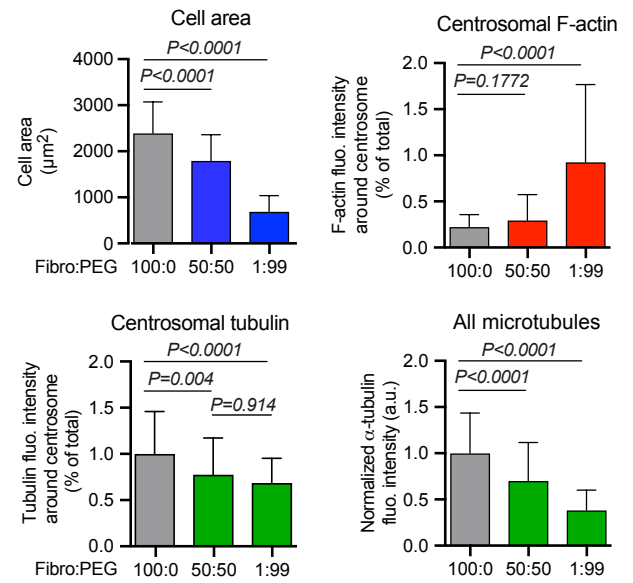 Cell area
P<0.0001
P<0.0001
Cell area
(µm²)
4000
3000
2000
1000
0
Fibro:PEG 100:0 50:50 1:99
Centrosomal F-actin
P<0.0001
P=0.1772
F-actin fluo. intensity
around centrosome
(% of total)
2.0
1.5
1.0
0.5
0.0
100:0 50:50 1:99
Centrosomal tubulin
P<0.0001
P=0.004
P=0.914
Tubulin fluo. intensity
around centrosome
(% of total)
2.0
1.5
1.0
0.5
0.0
Fibro:PEG 100:0 50:50 1:99
All microtubules
P<0.0001
P<0.0001
Normalized α-tubulin
fluo. intensity (a.u.)
2.0
1.5
1.0
0.5
0.0
100:0 50:50 1:99